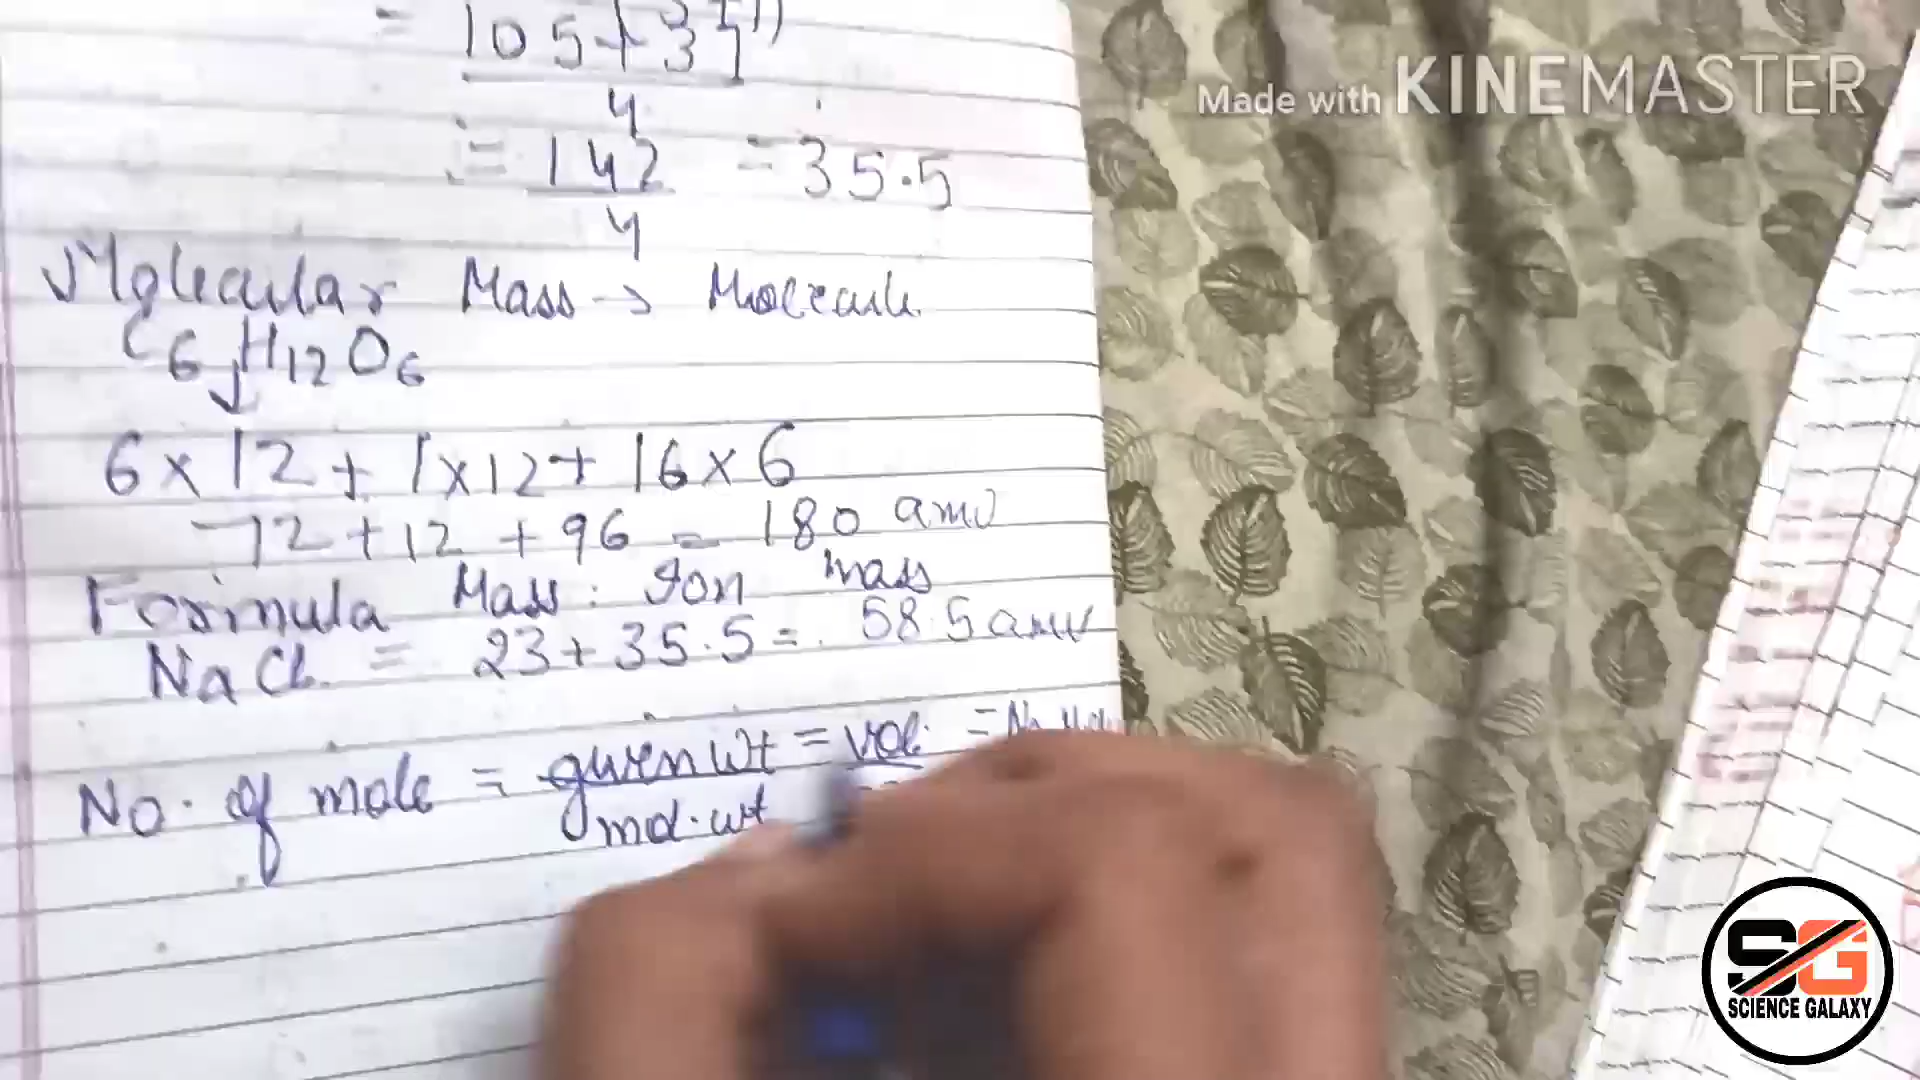 = 105+37
4
= 142 = 35.5
4
Molecular Mass → Molecule
C6H12O6
6 x 12 + 1 x 12 + 16 x 6
72 + 12 + 96 = 180 amu
Formula Mass: Ion mass
NaCl = 23 + 35.5 = 58.5 amu
No. of mole = given wt = vol. =
mol. wt
Made with KINEMASTER
SG
SCIENCE GALAXY